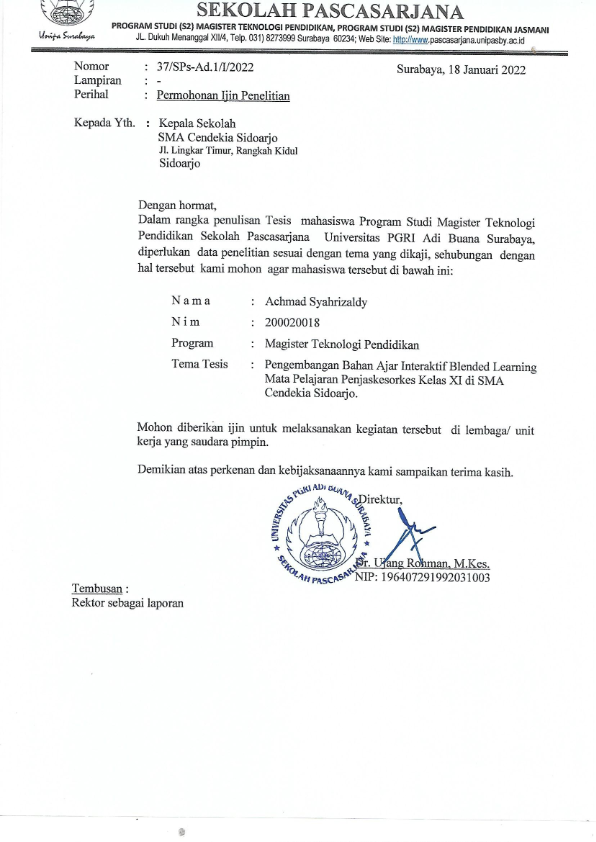 SEKOLAH PASCASARJANA
PROGRAM STUDI (S2) MAGISTER TEKNOLOGI PENDIDIKAN, PROGRAM STUDI (S2) MAGISTER PENDIDIKAN JASMANI
Unipa Surabaya
JL. Dukuh Menanggal XII/4, Telp. 031) 8273999 Surabaya 60234; Web Site: http://www.pascasarjana.unipasby.ac.id
Nomor : 37/SPs-Ad.1/I/2022
Surabaya, 18 Januari 2022
Lampiran : -
Perihal : Permohonan Ijin Penelitian
Kepada Yth. : Kepala Sekolah
SMA Cendekia Sidoarjo
Jl. Lingkar Timur, Rangkah Kidul
Sidoarjo
Dengan hormat,
Dalam rangka penulisan Tesis mahasiswa Program Studi Magister Teknologi
Pendidikan Sekolah Pascasarjana Universitas PGRI Adi Buana Surabaya,
diperlukan data penelitian sesuai dengan tema yang dikaji, sehubungan dengan
hal tersebut kami mohon agar mahasiswa tersebut di bawah ini:
N a m a : Achmad Syahrizaldy
N i m : 200020018
Program : Magister Teknologi Pendidikan
Tema Tesis : Pengembangan Bahan Ajar Interaktif Blended Learning
Mata Pelajaran Penjaskesorkes Kelas XI di SMA
Cendekia Sidoarjo.
Mohon diberikan ijin untuk melaksanakan kegiatan tersebut di lembaga/ unit
kerja yang saudara pimpin.
Demikian atas perkenan dan kebijaksanaannya kami sampaikan terima kasih.
Direktur,
UNIVERSITAS PGRI ADI BUANA SURABAYA
SEKOLAH PASCASARJANA
Dr. Ujang Rohman, M.Kes.
NIP: 196407291992031003
Tembusan :
Rektor sebagai laporan